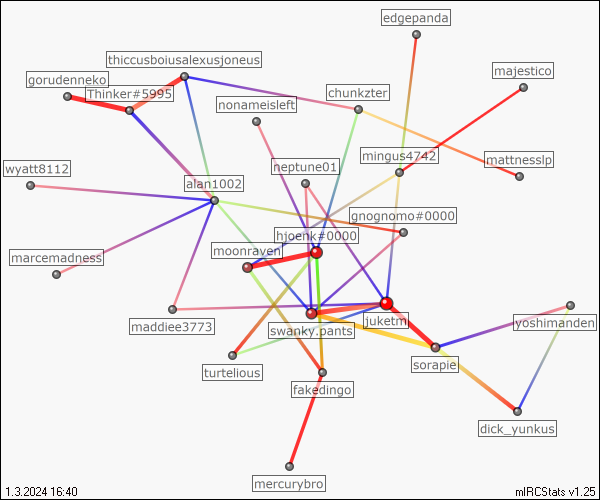 edgepanda
thiccusboiusalexusjoneus
majestico
gorudenneko
Thinker#5995
chunkzter
nonameisleft
mingus4742
mattnesslp
wyatt8112
neptune01
alan1002
gnognomo#0000
hjoenk#0000
moonraven
marcemadness
maddiee3773
swanky.pants
juketm
yoshimanden
sorapie
turtelious
fakedingo
dick_yunkus
mercurybro
1.3.2024 16:40
mIRCStats v1.25